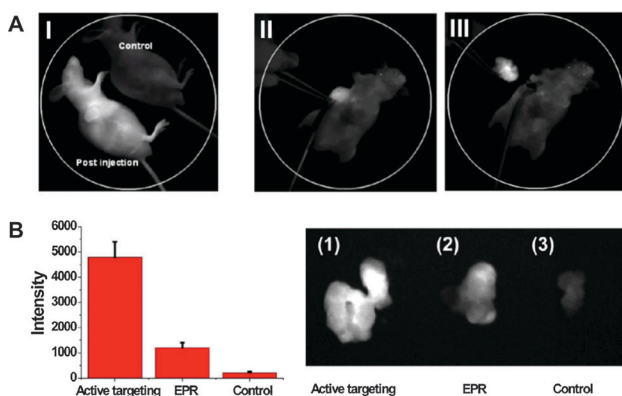 A
I
Control
Post injection
II
III
B
Intensity
6000
5000
4000
3000
2000
1000
0
Active targeting
EPR
Control
(1)
(2)
(3)
Active targeting
EPR
Control